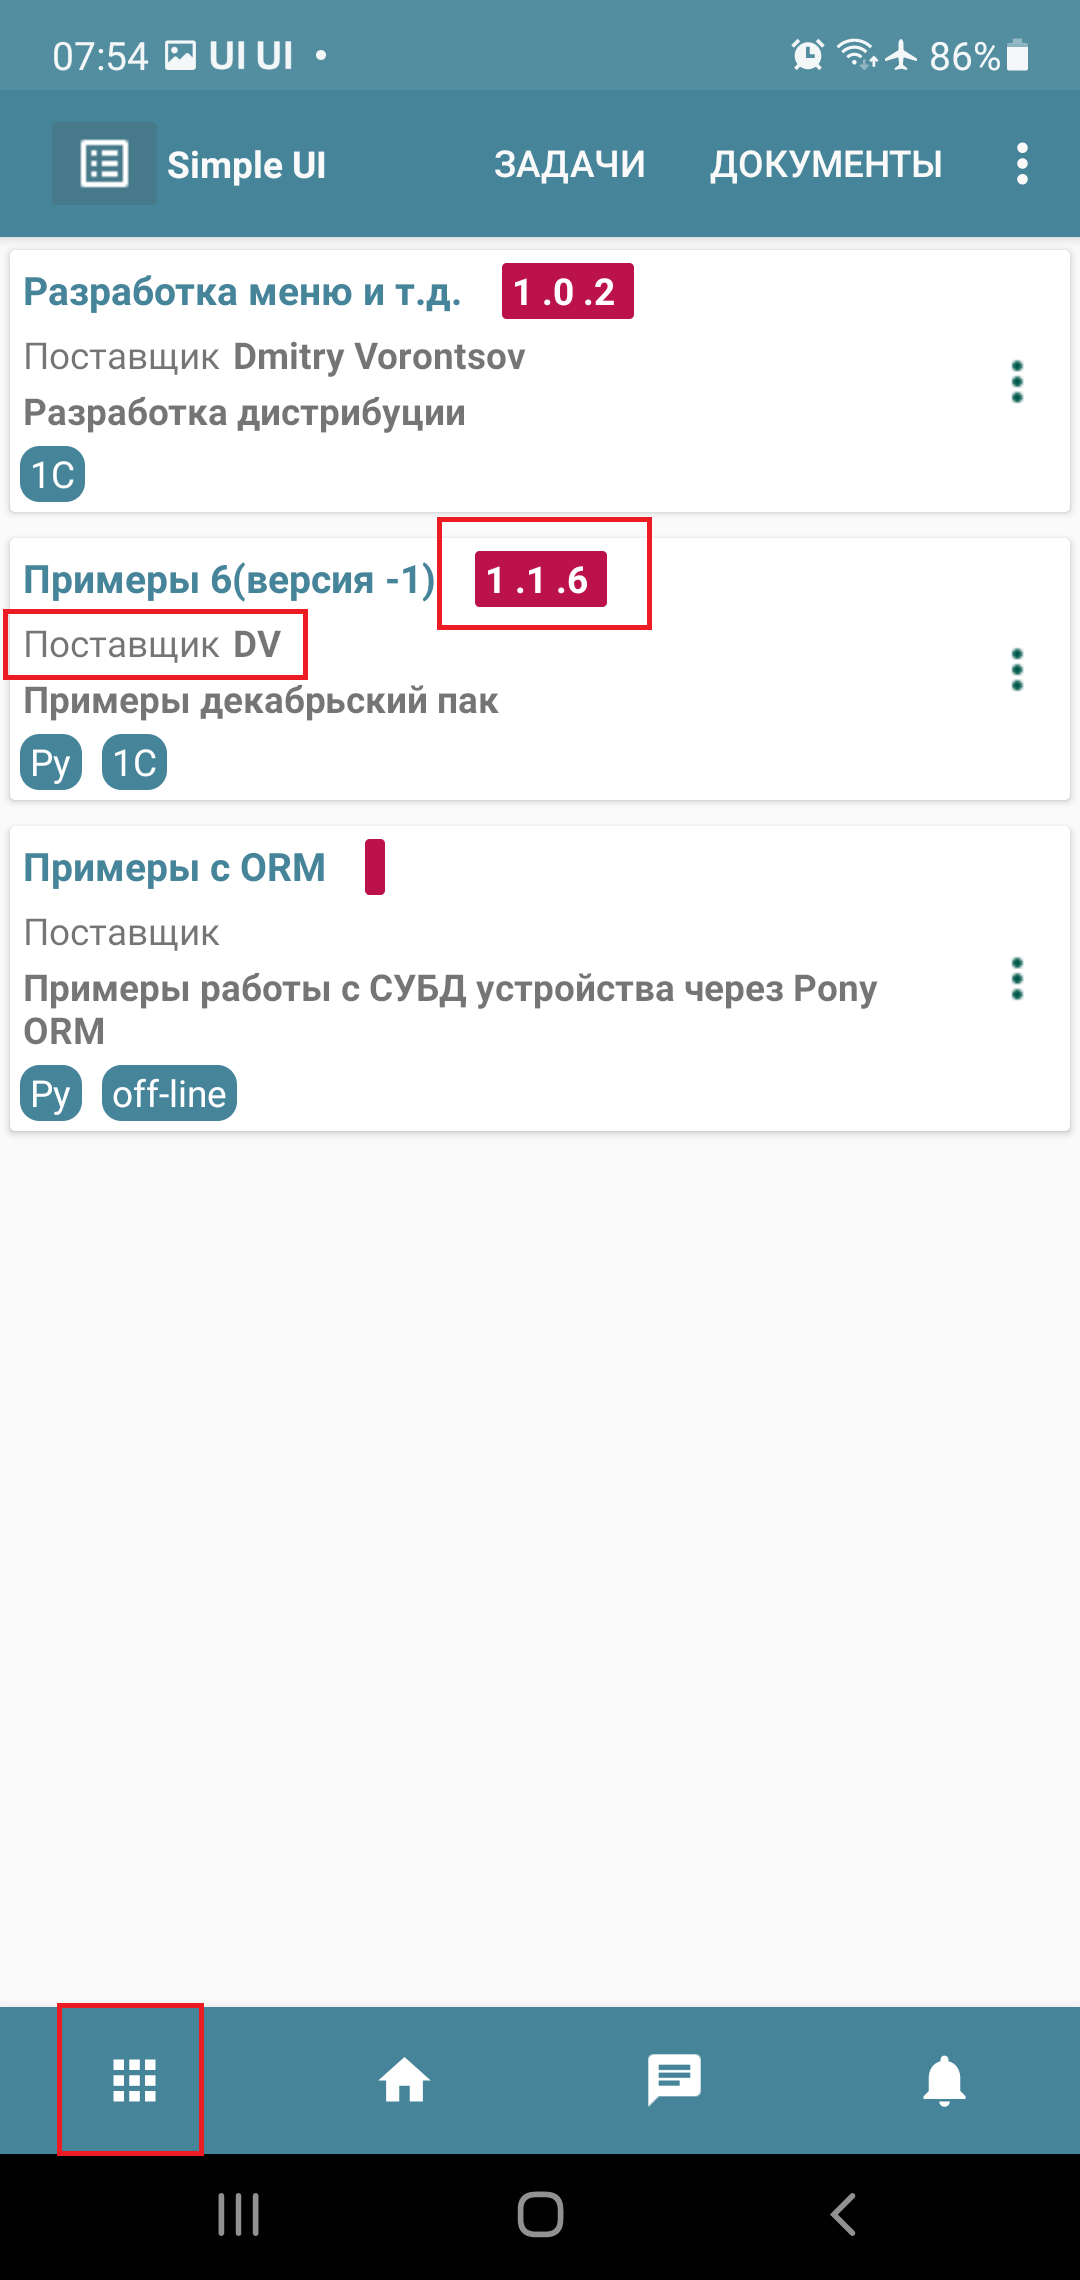 07:54 UI UI 86%
Simple UI ЗАДАЧИ ДОКУМЕНТЫ
Разработка меню и т.д. 1 .0 .2
Поставщик Dmitry Vorontsov
Разработка дистрибуции
1С
Примеры 6(версия -1) 1 .1 .6
Поставщик DV
Примеры декабрьский пак
Py 1С
Примеры с ORM
Поставщик
Примеры работы с СУБД устройства через Pony
ORM
Py off-line